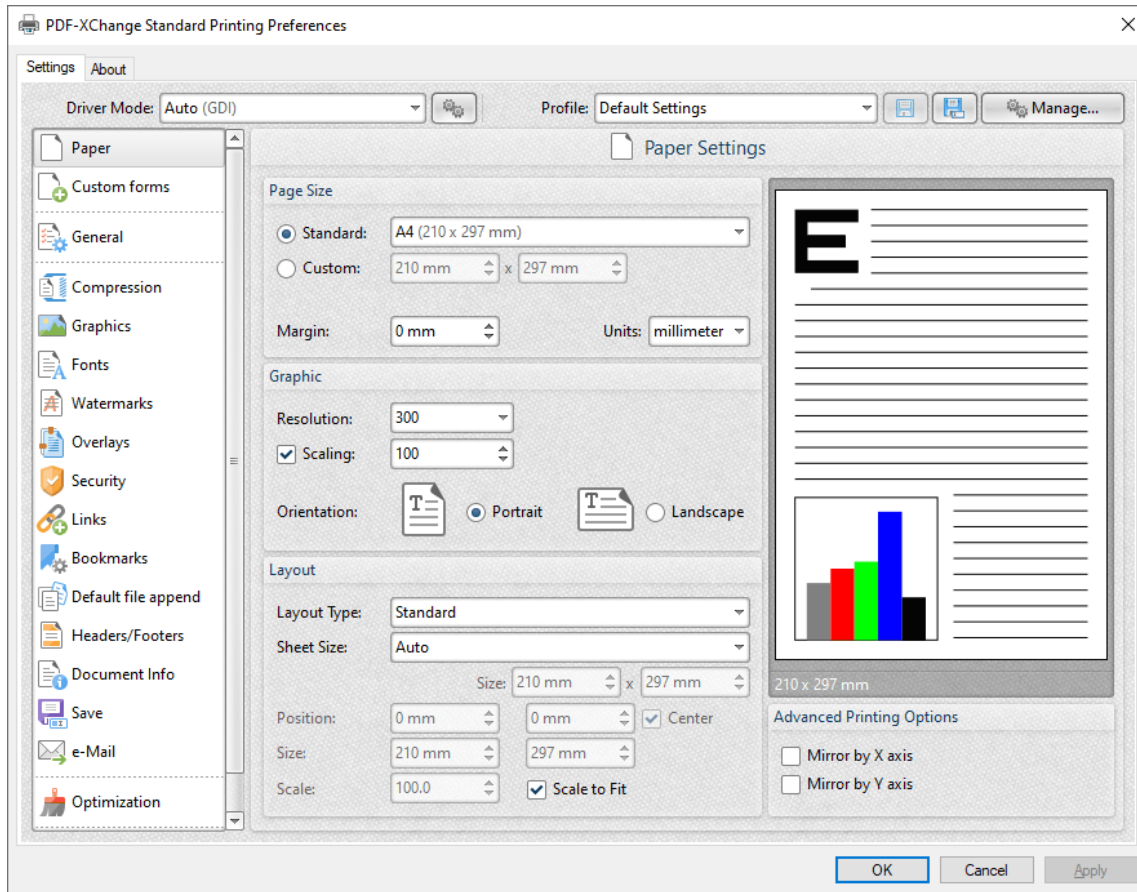 PDF-XChange Standard Printing Preferences
Settings About
Driver Mode: Auto (GDI) Profile: Default Settings Manage...
Paper
Custom forms
General
Compression
Graphics
Fonts
Watermarks
Overlays
Security
Links
Bookmarks
Default file append
Headers/Footers
Document Info
Save
e-Mail
Optimization
Paper Settings
Page Size
Standard: A4 (210 x 297 mm)
Custom: 210 mm x 297 mm
Margin: 0 mm Units: millimeter
Graphic
Resolution: 300
Scaling: 100
Orientation: T Portrait T Landscape
Layout
Layout Type: Standard
Sheet Size: Auto
Size: 210 mm x 297 mm
Position: 0 mm 0 mm Center
Size: 210 mm 297 mm
Scale: 100.0 Scale to Fit
E
210 x 297 mm
Advanced Printing Options
Mirror by X axis
Mirror by Y axis
OK Cancel Apply